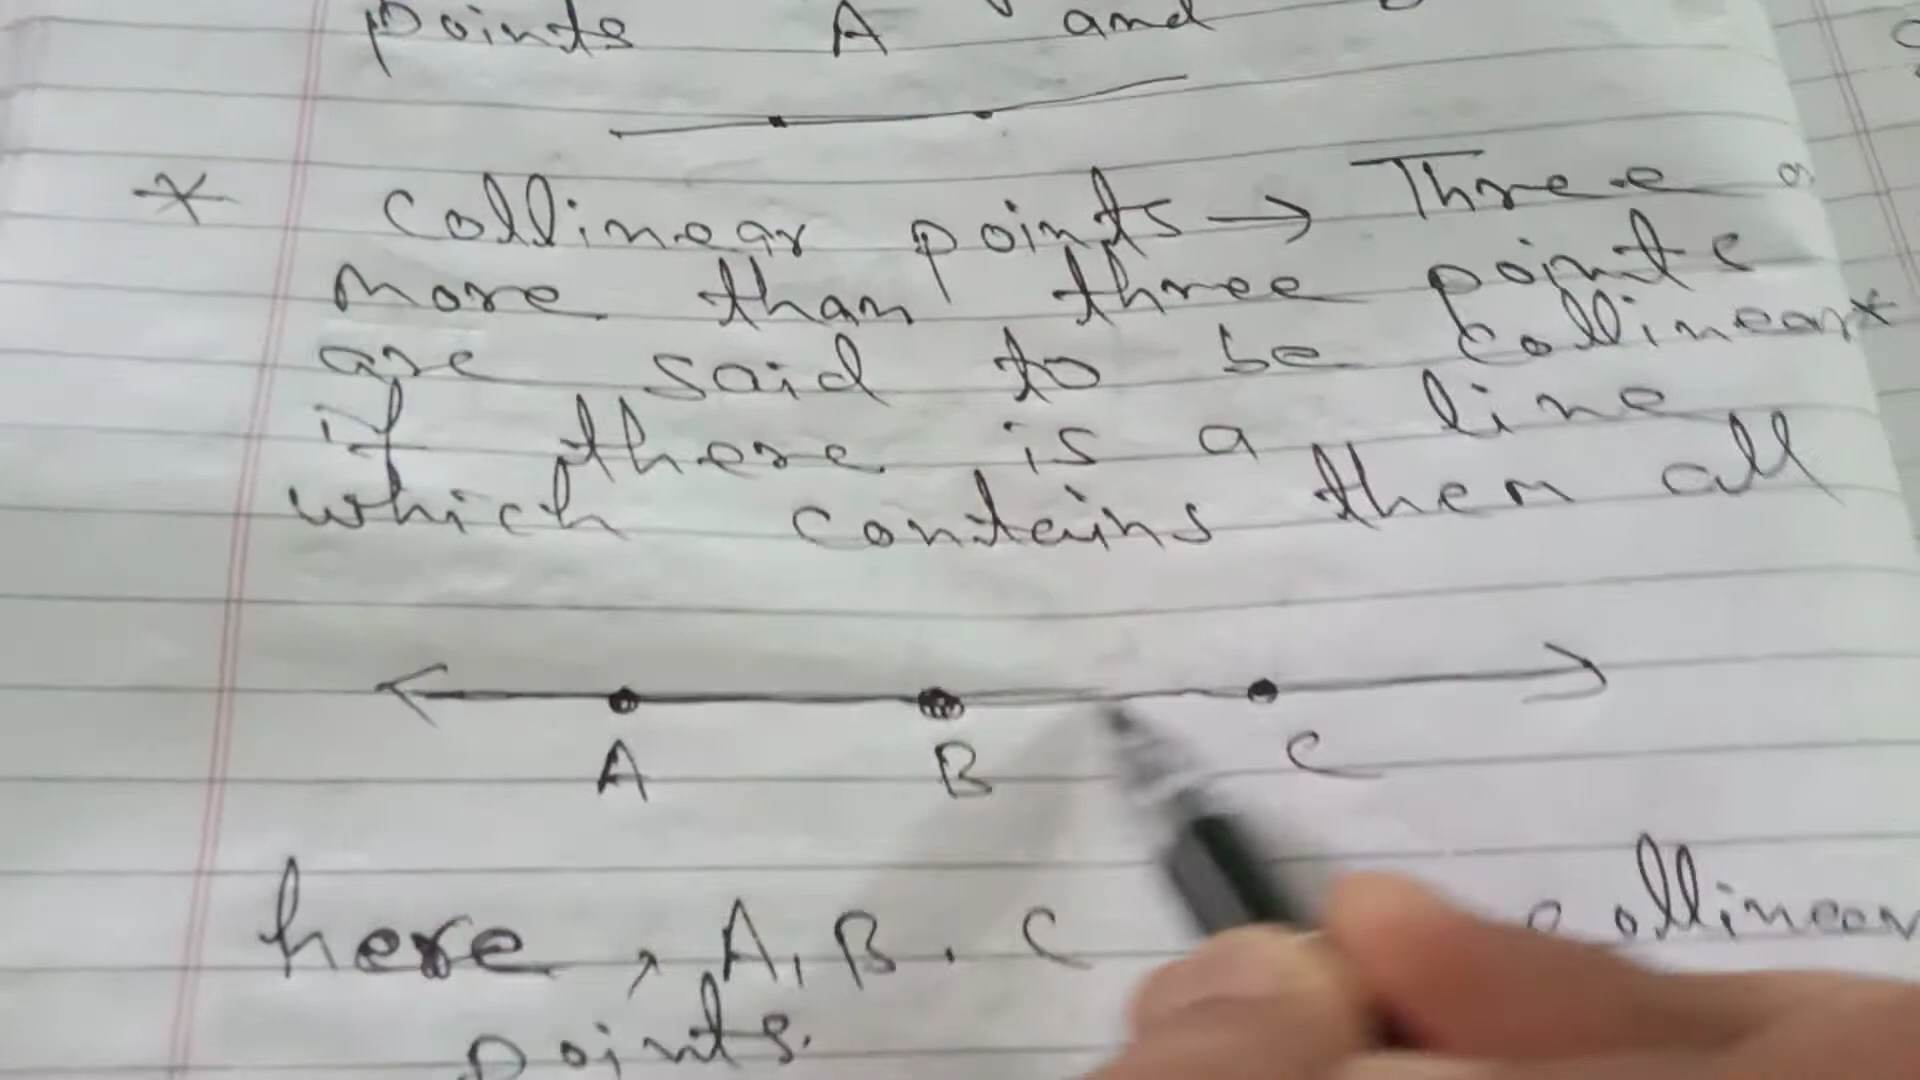 points A and
* Collinear points → Three
more than three points
are said to be collinear
if there is a line
which contains them all
A B C
here, A, B. C collinear
points.